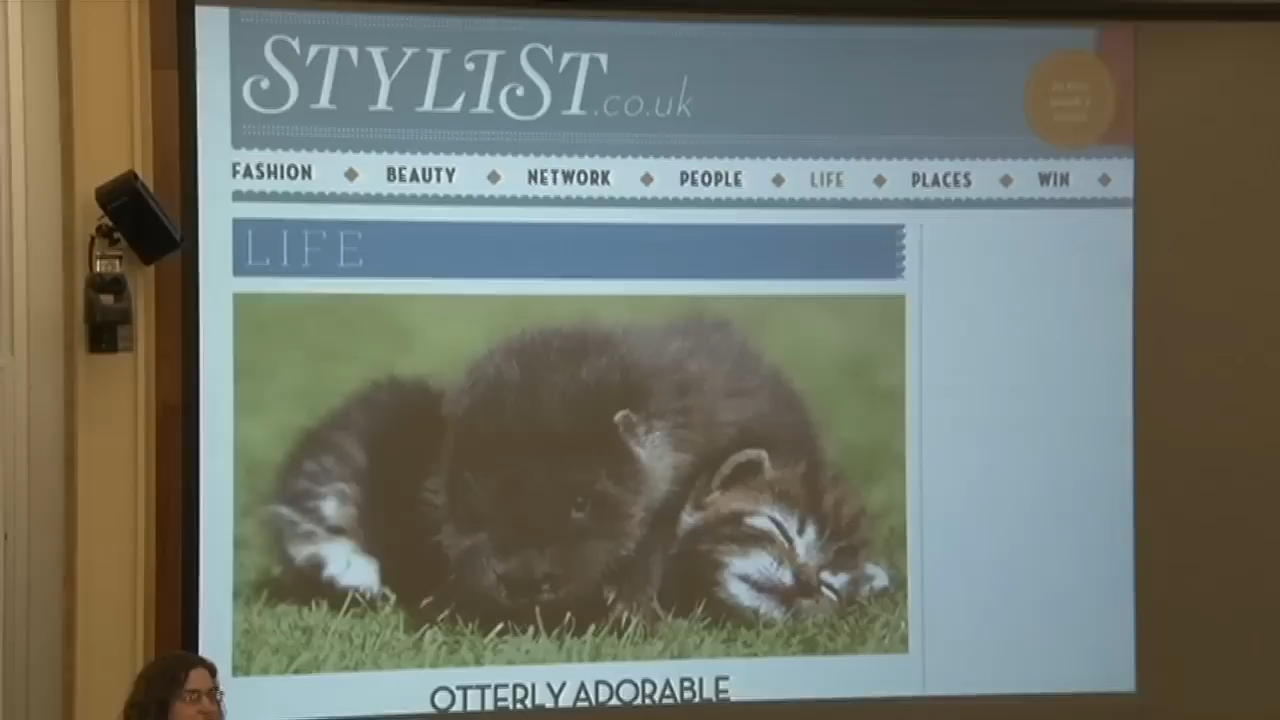 STYLIST.co.uk
FASHION ◆ BEAUTY ◆ NETWORK ◆ PEOPLE ◆ LIFE ◆ PLACES ◆ WIN ◆
LIFE
OTTERLY ADORABLE